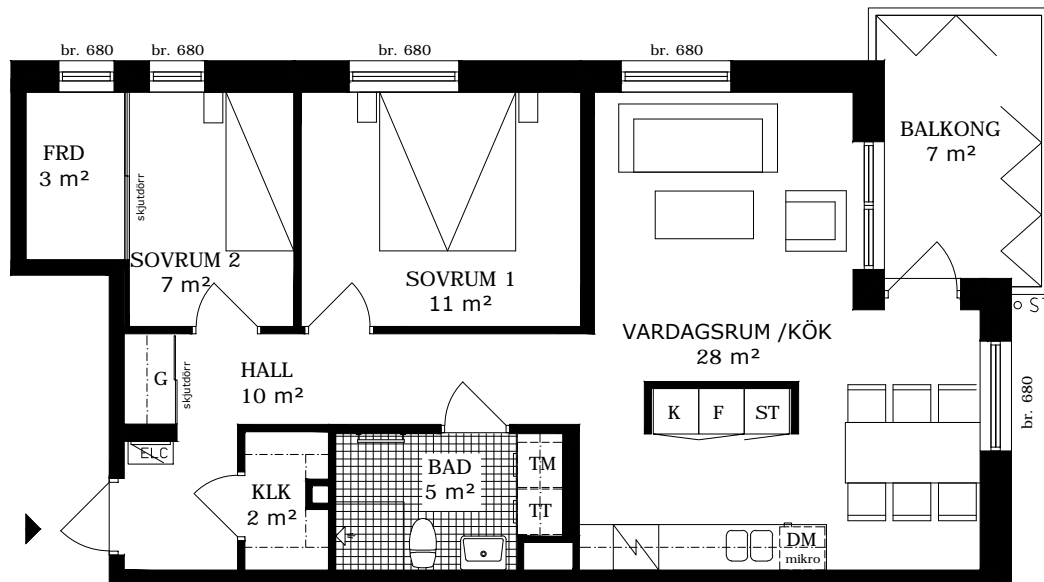 br. 680
br. 680
br. 680
br. 680
FRD
3 m²
skjutdörr
SOVRUM 2
7 m²
SOVRUM 1
11 m²
BALKONG
7 m²
S
VARDAGSRUM /KÖK
28 m²
HALL
10 m²
G
skjutdörr
ELC
K
F
ST
br. 680
KLK
2 m²
BAD
5 m²
TM
TT
DM
mikro